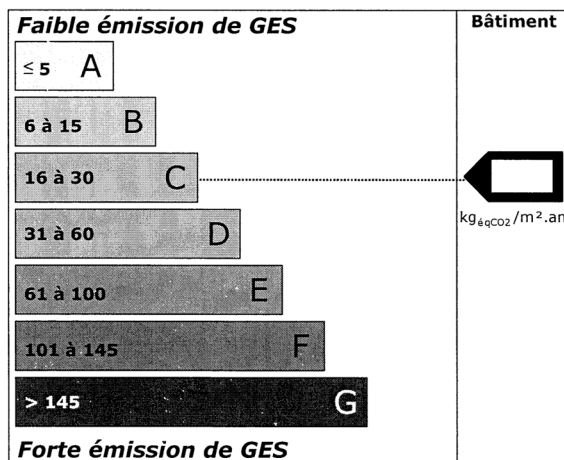 Faible émission de GES
Bâtiment
≤ 5 A
6 à 15 B
16 à 30 C
kgéqCO2/m².an
31 à 60 D
61 à 100 E
101 à 145 F
> 145 G
Forte émission de GES